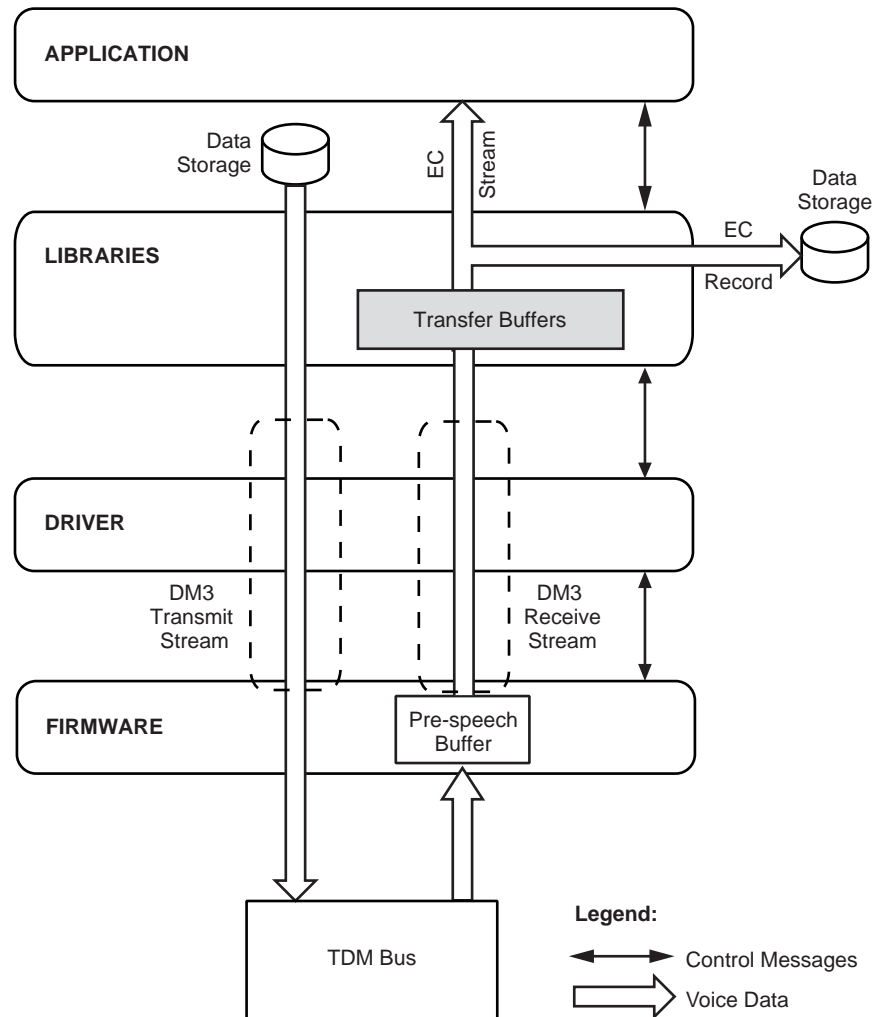 APPLICATION
Data
Storage
EC
Stream
Data
Storage
LIBRARIES
EC
Record
Transfer Buffers
DRIVER
DM3
Transmit
Stream
DM3
Receive
Stream
FIRMWARE
Pre-speech
Buffer
TDM Bus
Legend:
Control Messages
Voice Data